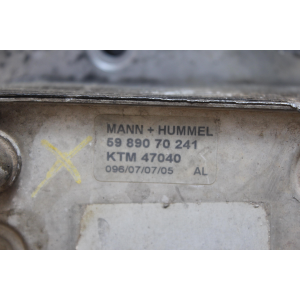 MANN + HUMMEL
59 890 70 241
KTM 47040
096/07/07/05 AL